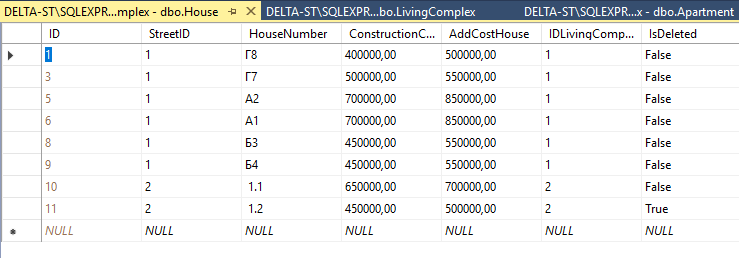 DELTA-ST\SQLEXPR...mplex - dbo.House DELTA-ST\SQLEXPR...bo.LivingComplex DELTA-ST\SQLEXPR...x - dbo.Apartment
ID StreetID HouseNumber ConstructionC... AddCostHouse IDLivingComp... IsDeleted
1 1 Г8 400000,00 500000,00 1 False
3 1 Г7 500000,00 550000,00 1 False
5 1 А2 700000,00 850000,00 1 False
6 1 А1 700000,00 850000,00 1 False
8 1 Б3 450000,00 550000,00 1 False
9 1 Б4 450000,00 550000,00 1 False
10 2 1.1 650000,00 700000,00 2 False
11 2 1.2 450000,00 500000,00 2 True
NULL NULL NULL NULL NULL NULL NULL